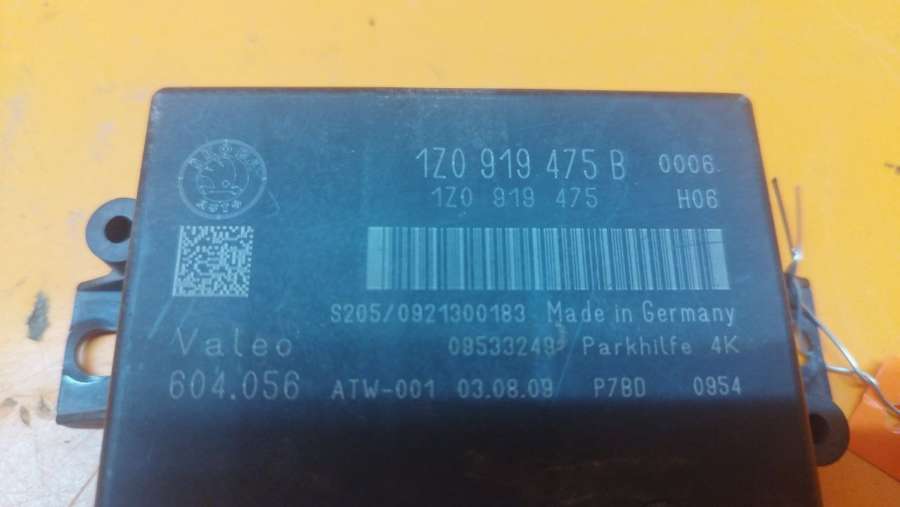 1Z0 919 475 B 0006
1Z0 919 475 H06
S205/0921300183 Made in Germany
Valeo 08533249 Parkhilfe 4K
604.056 ATW-001 03.08.09 P7BD 0954